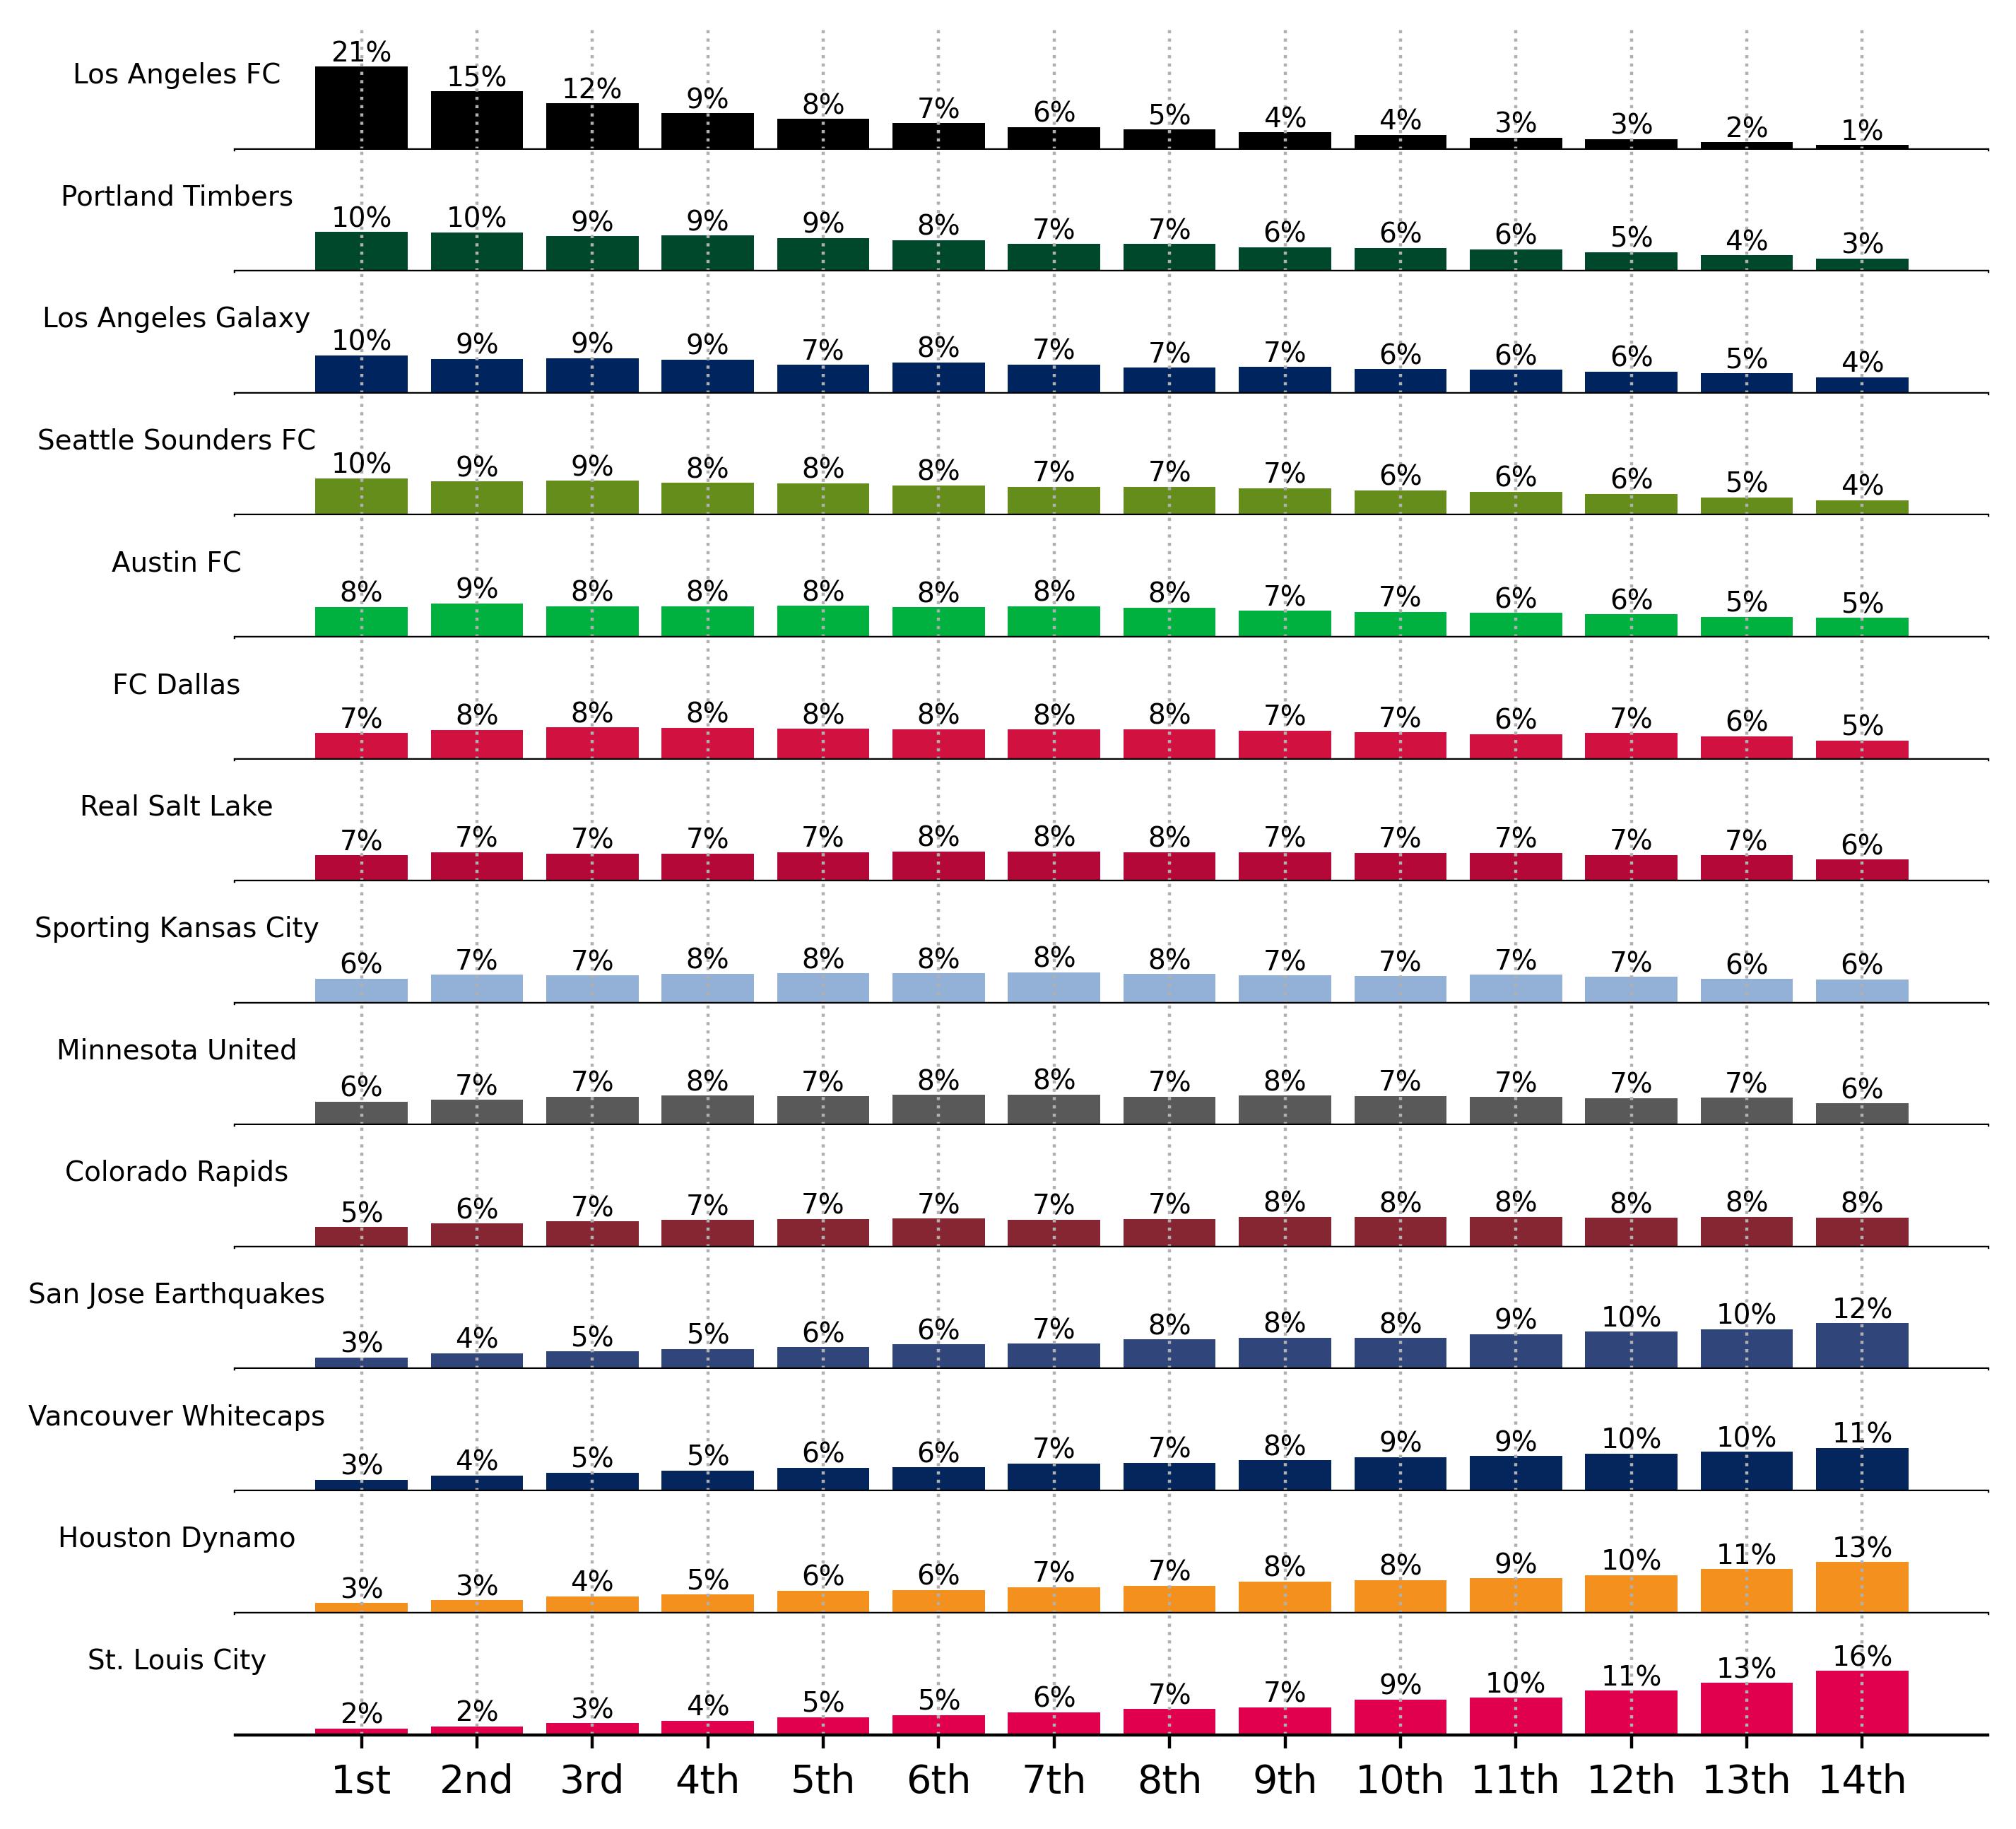 Los Angeles FC 21% 15% 12% 9% 8% 7% 6% 5% 4% 4% 3% 3% 2% 1%
Portland Timbers 10% 10% 9% 9% 9% 8% 7% 7% 6% 6% 6% 5% 4% 3%
Los Angeles Galaxy 10% 9% 9% 9% 7% 8% 7% 7% 7% 6% 6% 6% 5% 4%
Seattle Sounders FC 10% 9% 9% 8% 8% 8% 7% 7% 7% 6% 6% 6% 5% 4%
Austin FC 8% 9% 8% 8% 8% 8% 8% 8% 7% 7% 6% 6% 5% 5%
FC Dallas 7% 8% 8% 8% 8% 8% 8% 8% 7% 7% 6% 7% 6% 5%
Real Salt Lake 7% 7% 7% 7% 7% 8% 8% 8% 7% 7% 7% 7% 7% 6%
Sporting Kansas City 6% 7% 7% 8% 8% 8% 8% 8% 7% 7% 7% 7% 6% 6%
Minnesota United 6% 7% 7% 8% 7% 8% 8% 7% 8% 7% 7% 7% 7% 6%
Colorado Rapids 5% 6% 7% 7% 7% 7% 7% 7% 8% 8% 8% 8% 8% 8%
San Jose Earthquakes 3% 4% 5% 5% 6% 6% 7% 8% 8% 8% 9% 10% 10% 12%
Vancouver Whitecaps 3% 4% 5% 5% 6% 6% 7% 7% 8% 9% 9% 10% 10% 11%
Houston Dynamo 3% 3% 4% 5% 6% 6% 7% 7% 8% 8% 9% 10% 11% 13%
St. Louis City 2% 2% 3% 4% 5% 5% 6% 7% 7% 9% 10% 11% 13% 16%
1st 2nd 3rd 4th 5th 6th 7th 8th 9th 10th 11th 12th 13th 14th